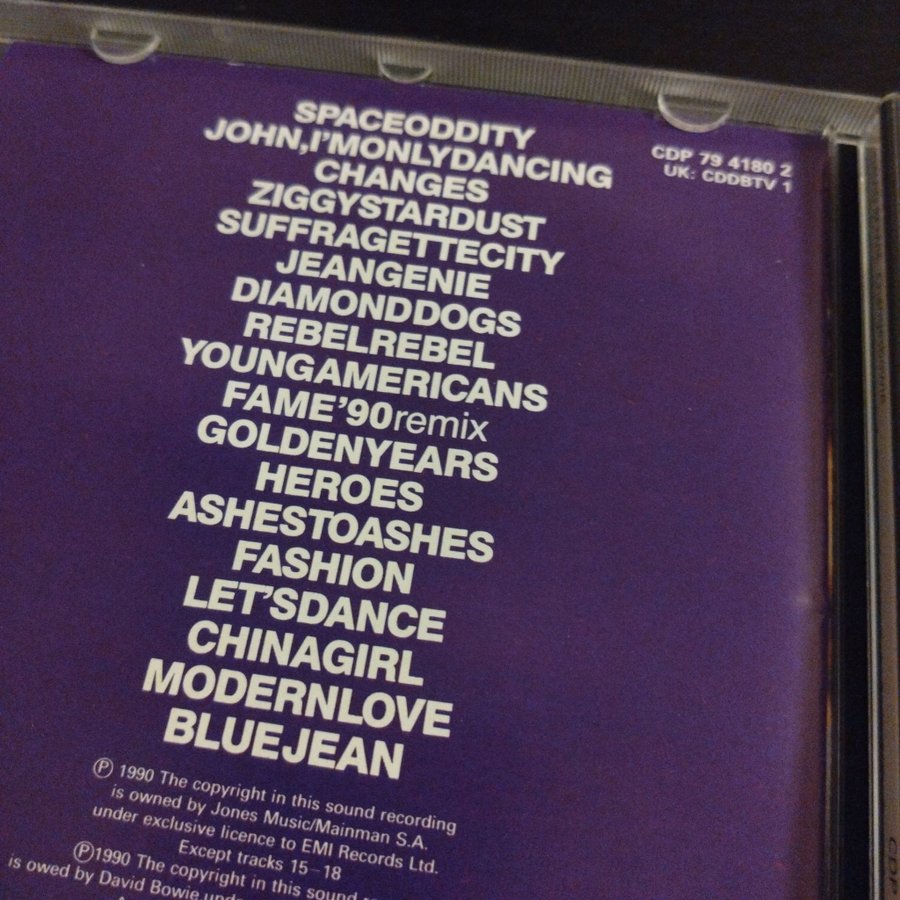 SPACEODDITY
JOHN,I'MONLYDANCING
CHANGES
ZIGGYSTARDUST
SUFFRAGETTECITY
JEANGENIE
DIAMONDDOGS
REBELREBEL
YOUNGAMERICANS
FAME'90remix
GOLDENYEARS
HEROES
ASHESTOASHES
FASHION
LET'SDANCE
CHINAGIRL
MODERNLOVE
BLUEJEAN
CDP 79 4180 2
UK: CDDBTV 1
Ⓟ 1990 The copyright in this sound recording
is owned by Jones Music/Mainman S.A.
under exclusive licence to EMI Records Ltd.
Except tracks 15–18
Ⓟ1990 The copyright in this sound
is owed by David Bowie
CDP